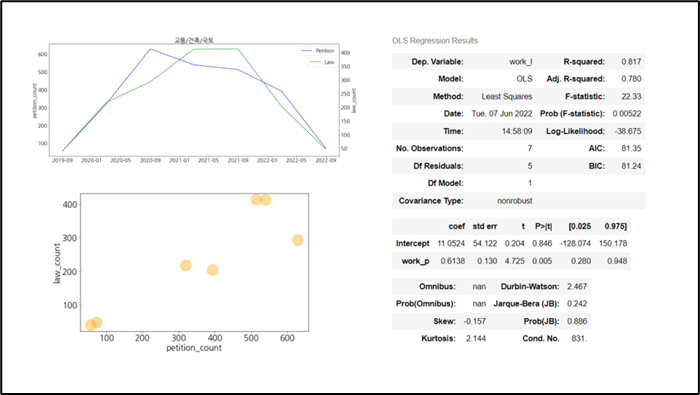 교통/건축/국토
Petition
Law
petition_count
600
500
400
300
200
100
law_count
400
350
300
250
200
150
100
50
2019-09 2020-01 2020-05 2020-09 2021-01 2021-05 2021-09 2022-01 2022-05 2022-09
law_count
400
300
200
100
100 200 300 400 500 600
petition_count
OLS Regression Results
Dep. Variable: work_l R-squared: 0.817
Model: OLS Adj. R-squared: 0.780
Method: Least Squares F-statistic: 22.33
Date: Tue, 07 Jun 2022 Prob (F-statistic): 0.00522
Time: 14:58:09 Log-Likelihood: -38.675
No. Observations: 7 AIC: 81.35
Df Residuals: 5 BIC: 81.24
Df Model: 1
Covariance Type: nonrobust
coef std err t P>|t| [0.025 0.975]
Intercept 11.0524 54.122 0.204 0.846 -128.074 150.178
work_p 0.6138 0.130 4.725 0.005 0.280 0.948
Omnibus: nan Durbin-Watson: 2.467
Prob(Omnibus): nan Jarque-Bera (JB): 0.242
Skew: -0.157 Prob(JB): 0.886
Kurtosis: 2.144 Cond. No. 831.